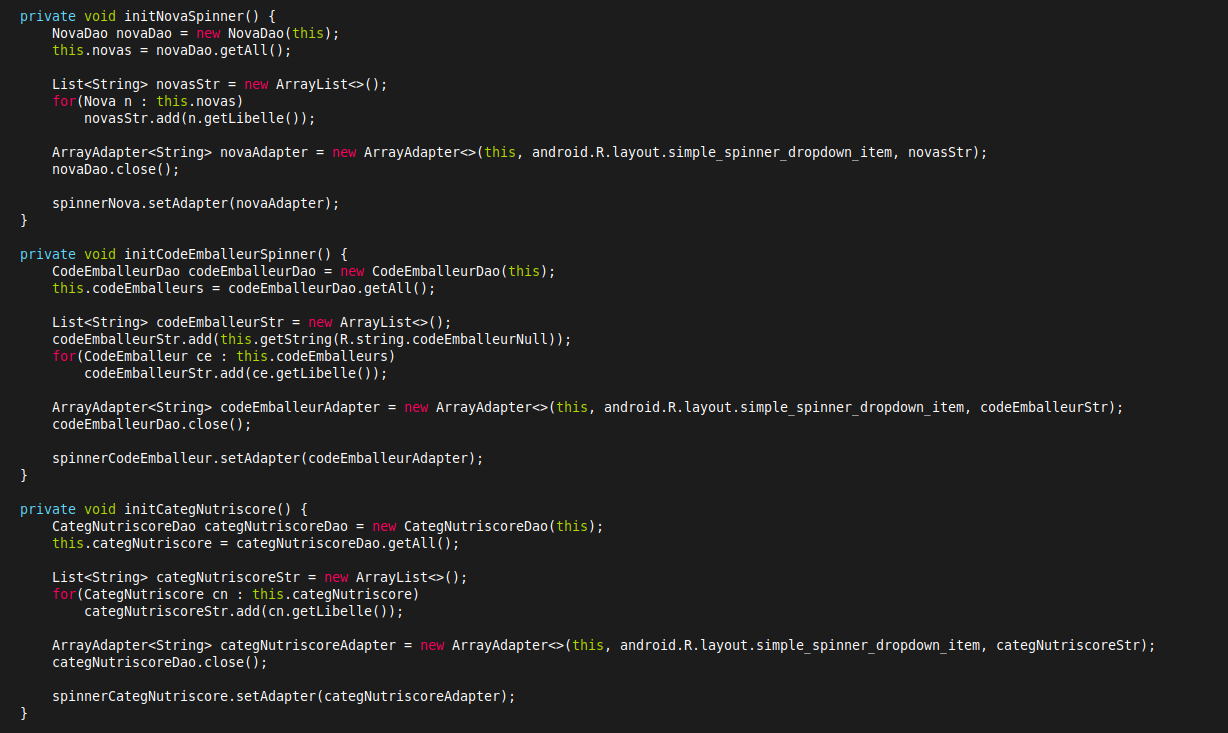 private void initNovaSpinner() {
    NovaDao novaDao = new NovaDao(this);
    this.novas = novaDao.getAll();

    List<String> novasStr = new ArrayList<>();
    for(Nova n : this.novas)
        novasStr.add(n.getLibelle());

    ArrayAdapter<String> novaAdapter = new ArrayAdapter<>(this, android.R.layout.simple_spinner_dropdown_item, novasStr);
    novaDao.close();

    spinnerNova.setAdapter(novaAdapter);
}

private void initCodeEmballeurSpinner() {
    CodeEmballeurDao codeEmballeurDao = new CodeEmballeurDao(this);
    this.codeEmballeurs = codeEmballeurDao.getAll();

    List<String> codeEmballeurStr = new ArrayList<>();
    codeEmballeurStr.add(this.getString(R.string.codeEmballeurNull));
    for(CodeEmballeur ce : this.codeEmballeurs)
        codeEmballeurStr.add(ce.getLibelle());

    ArrayAdapter<String> codeEmballeurAdapter = new ArrayAdapter<>(this, android.R.layout.simple_spinner_dropdown_item, codeEmballeurStr);
    codeEmballeurDao.close();

    spinnerCodeEmballeur.setAdapter(codeEmballeurAdapter);
}

private void initCategNutriscore() {
    CategNutriscoreDao categNutriscoreDao = new CategNutriscoreDao(this);
    this.categNutriscore = categNutriscoreDao.getAll();

    List<String> categNutriscoreStr = new ArrayList<>();
    for(CategNutriscore cn : this.categNutriscore)
        categNutriscoreStr.add(cn.getLibelle());

    ArrayAdapter<String> categNutriscoreAdapter = new ArrayAdapter<>(this, android.R.layout.simple_spinner_dropdown_item, categNutriscoreStr);
    categNutriscoreDao.close();

    spinnerCategNutriscore.setAdapter(categNutriscoreAdapter);
}